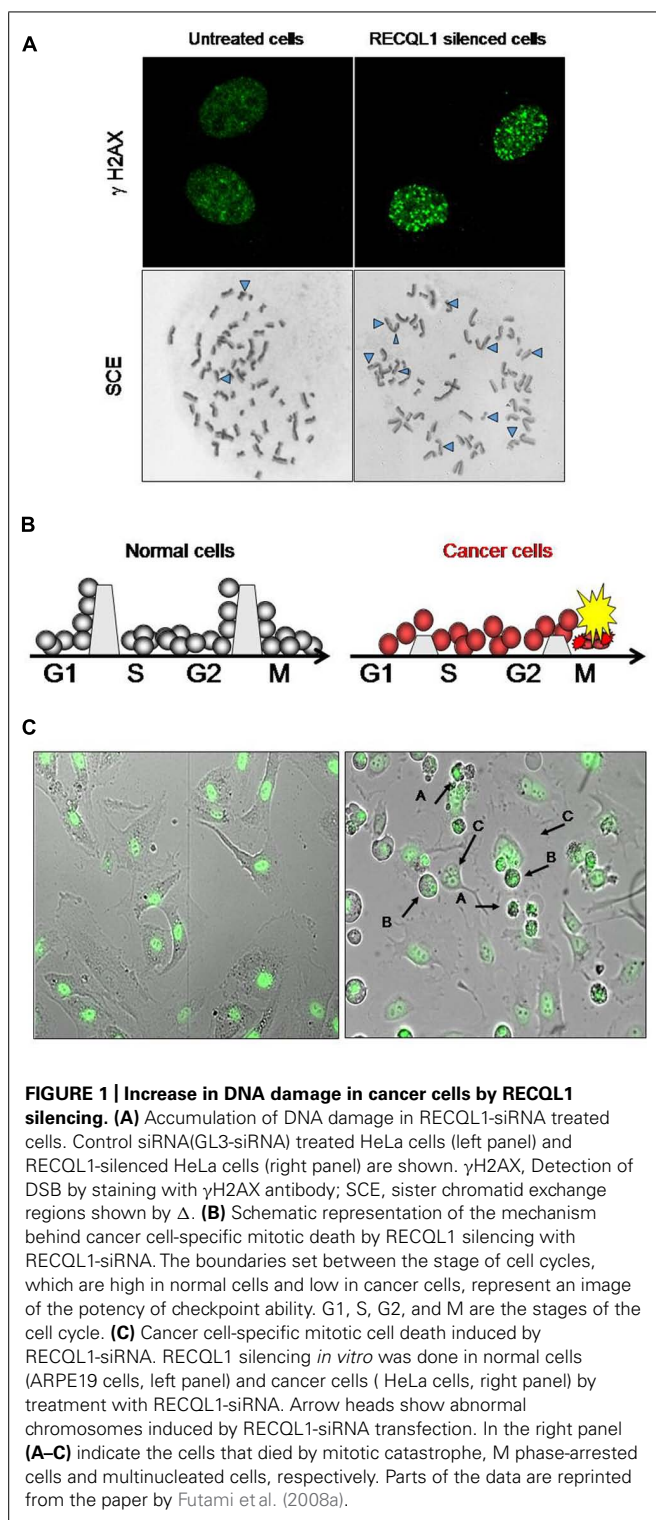 A
Untreated cells
RECQL1 silenced cells
γ H2AX
SCE
B
Normal cells
Cancer cells
G1 S G2 M
G1 S G2 M
C
A
C
C
B
A
B
FIGURE 1 | Increase in DNA damage in cancer cells by RECQL1
silencing. (A) Accumulation of DNA damage in RECQL1-siRNA treated
cells. Control siRNA(GL3-siRNA) treated HeLa cells (left panel) and
RECQL1-silenced HeLa cells (right panel) are shown. γH2AX, Detection of
DSB by staining with γH2AX antibody; SCE, sister chromatid exchange
regions shown by Δ. (B) Schematic representation of the mechanism
behind cancer cell-specific mitotic death by RECQL1 silencing with
RECQL1-siRNA. The boundaries set between the stage of cell cycles,
which are high in normal cells and low in cancer cells, represent an image
of the potency of checkpoint ability. G1, S, G2, and M are the stages of the
cell cycle. (C) Cancer cell-specific mitotic cell death induced by
RECQL1-siRNA. RECQL1 silencing in vitro was done in normal cells
(ARPE19 cells, left panel) and cancer cells ( HeLa cells, right panel) by
treatment with RECQL1-siRNA. Arrow heads show abnormal
chromosomes induced by RECQL1-siRNA transfection. In the right panel
(A–C) indicate the cells that died by mitotic catastrophe, M phase-arrested
cells and multinucleated cells, respectively. Parts of the data are reprinted
from the paper by Futami et al. (2008a).